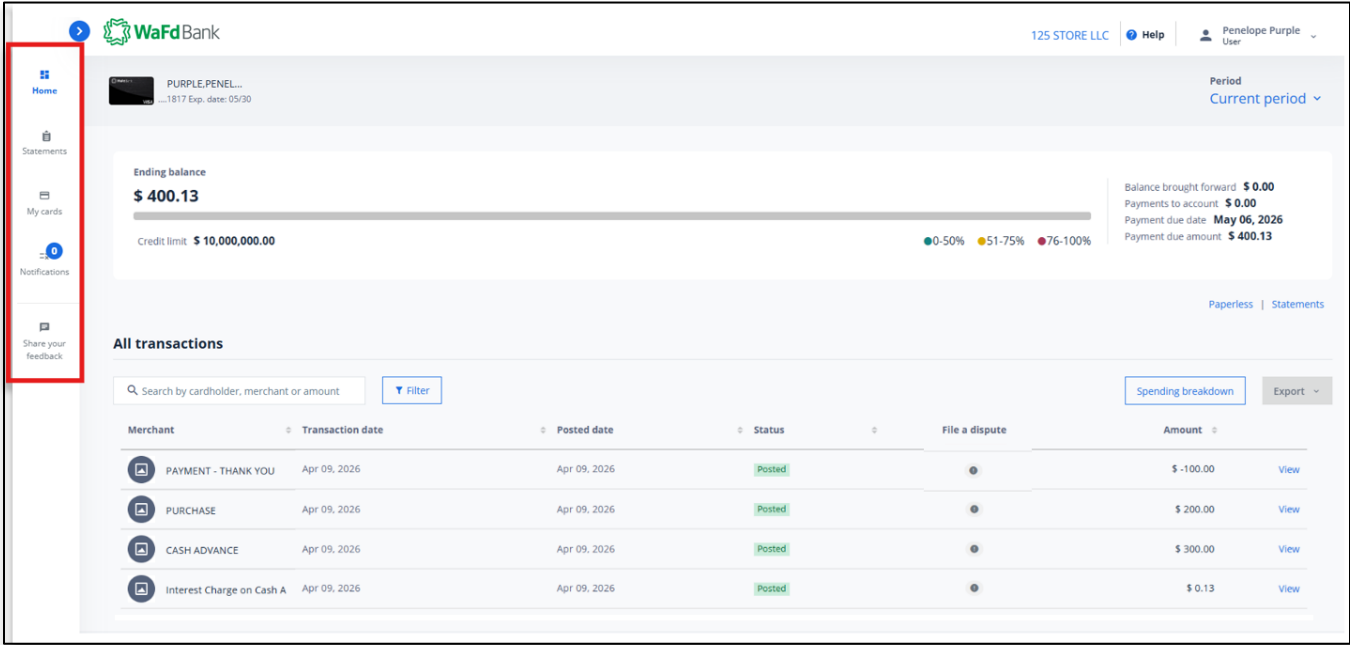 WaFd Bank
125 STORE LLC
Help
Penelope Purple
User
Home
Statements
My cards
0
Notifications
Share your
feedback
PURPLE,PENEL...
....1817 Exp. date: 05/30
VISA
Period
Current period
Ending balance
$ 400.13
Credit limit $ 10,000,000.00
0-50% 51-75% 76-100%
Balance brought forward $ 0.00
Payments to account $ 0.00
Payment due date May 06, 2026
Payment due amount $ 400.13
Paperless | Statements
All transactions
Search by cardholder, merchant or amount
Filter
Spending breakdown
Export
Merchant Transaction date Posted date Status File a dispute Amount
PAYMENT - THANK YOU Apr 09, 2026 Apr 09, 2026 Posted $ -100.00 View
PURCHASE Apr 09, 2026 Apr 09, 2026 Posted $ 200.00 View
CASH ADVANCE Apr 09, 2026 Apr 09, 2026 Posted $ 300.00 View
Interest Charge on Cash A Apr 09, 2026 Apr 09, 2026 Posted $ 0.13 View